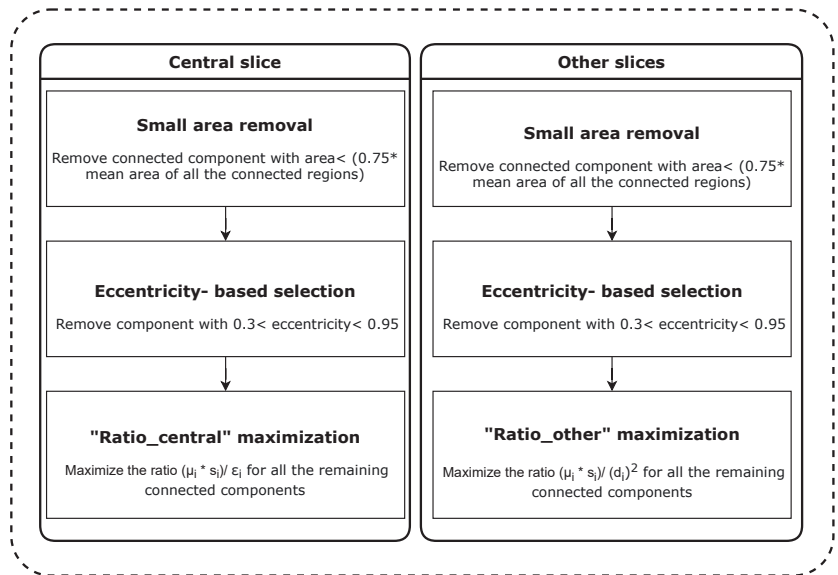 Central slice
Small area removal
Remove connected component with area< (0.75*
mean area of all the connected regions)
Eccentricity- based selection
Remove component with 0.3< eccentricity< 0.95
"Ratio_central" maximization
Maximize the ratio (μᵢ * sᵢ)/ εᵢ for all the remaining
connected components
Other slices
Small area removal
Remove connected component with area< (0.75*
mean area of all the connected regions)
Eccentricity- based selection
Remove component with 0.3< eccentricity< 0.95
"Ratio_other" maximization
Maximize the ratio (μᵢ * sᵢ)/ (dᵢ)² for all the remaining
connected components